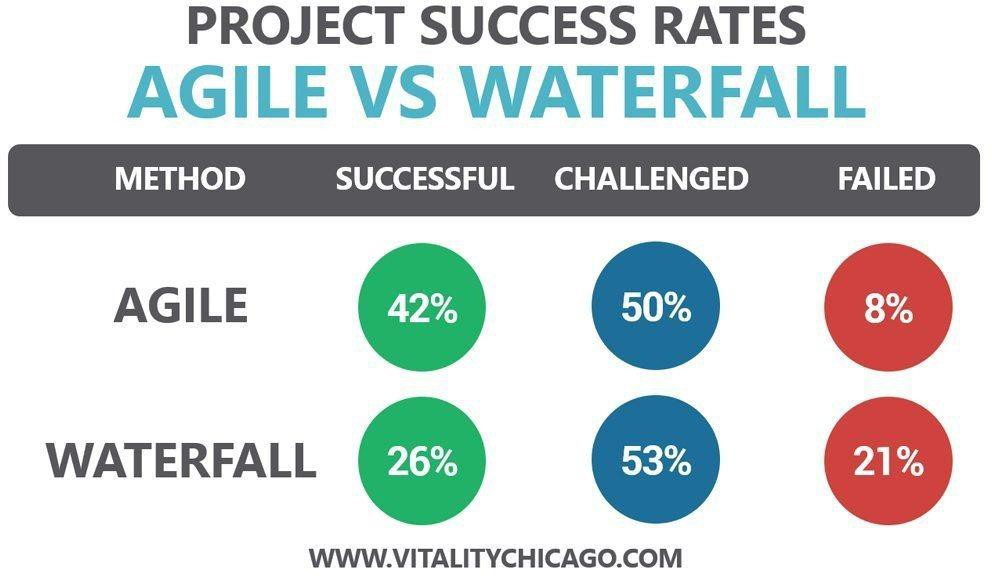 PROJECT SUCCESS RATES
AGILE VS WATERFALL
METHOD SUCCESSFUL CHALLENGED FAILED
AGILE 42% 50% 8%
WATERFALL 26% 53% 21%
WWW.VITALITYCHICAGO.COM